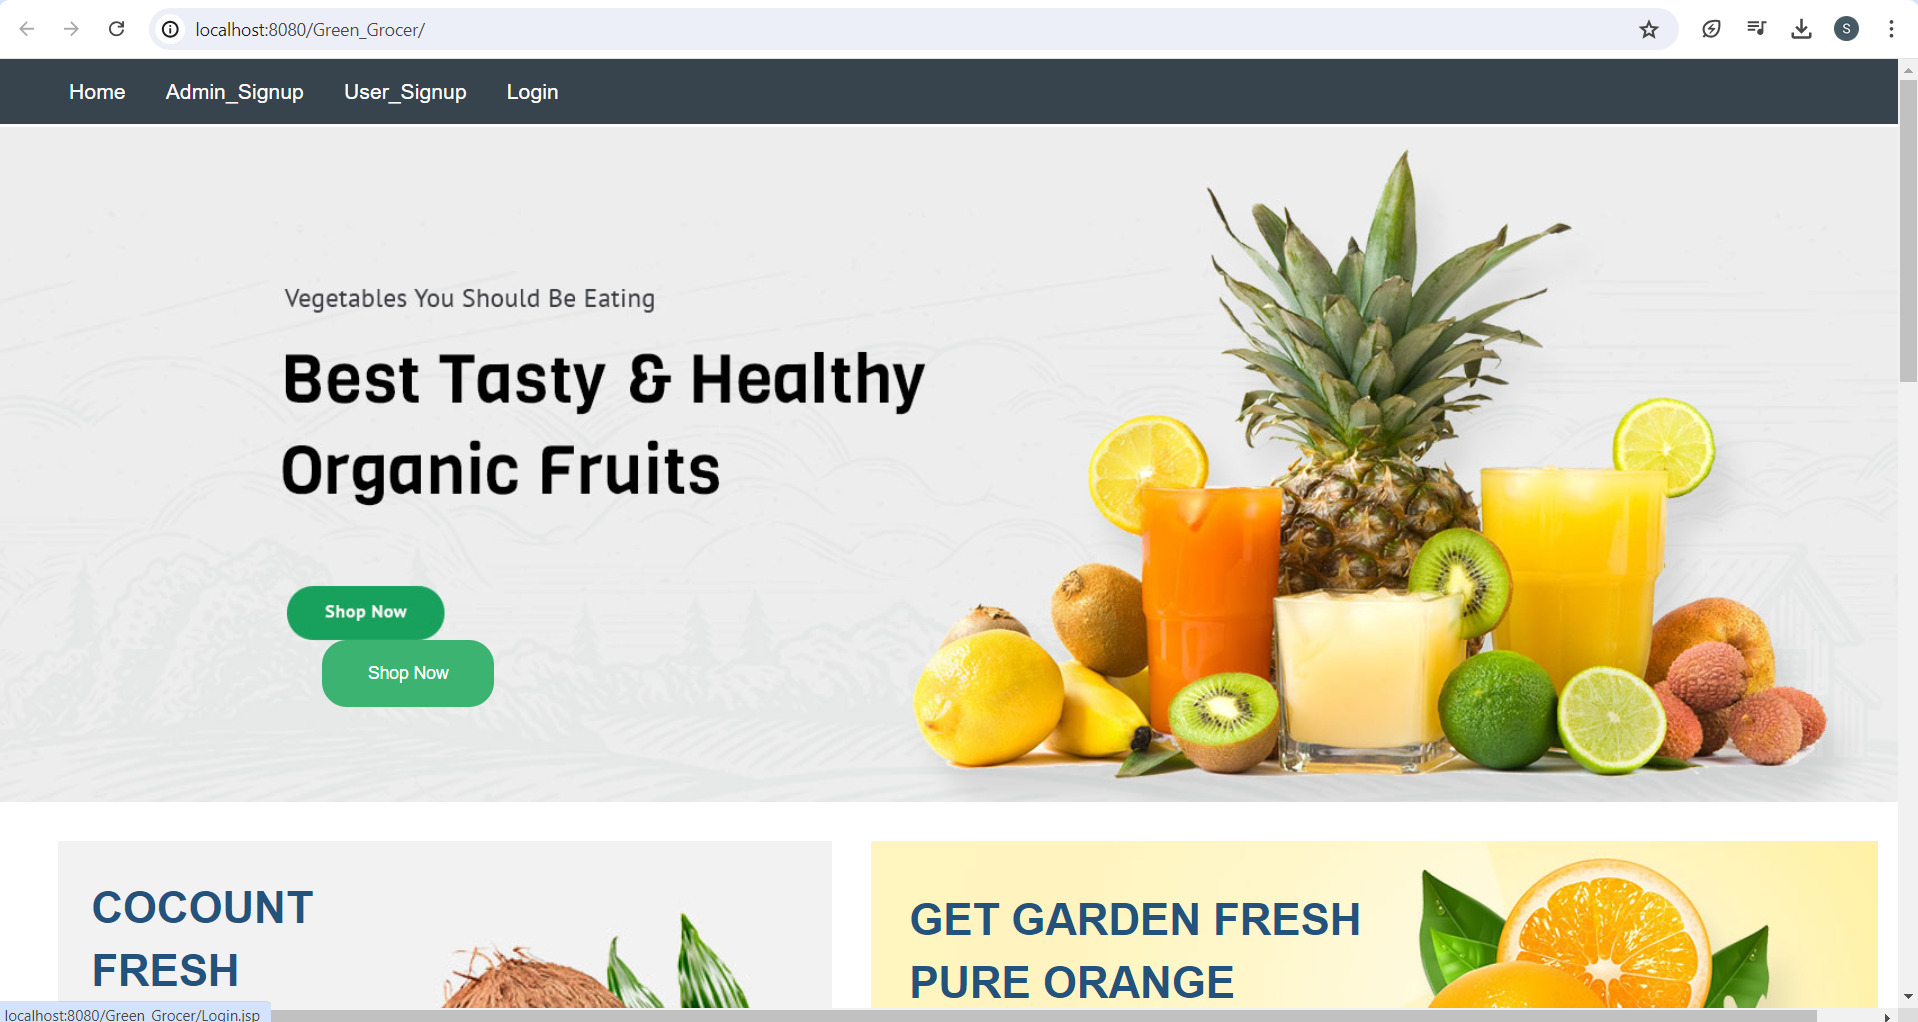 localhost:8080/Green_Grocer/
S
Home Admin_Signup User_Signup Login
Vegetables You Should Be Eating
Best Tasty & Healthy
Organic Fruits
Shop Now
Shop Now
COCOUNT
FRESH
GET GARDEN FRESH
PURE ORANGE
localhost:8080/Green_Grocer/Login.jsp